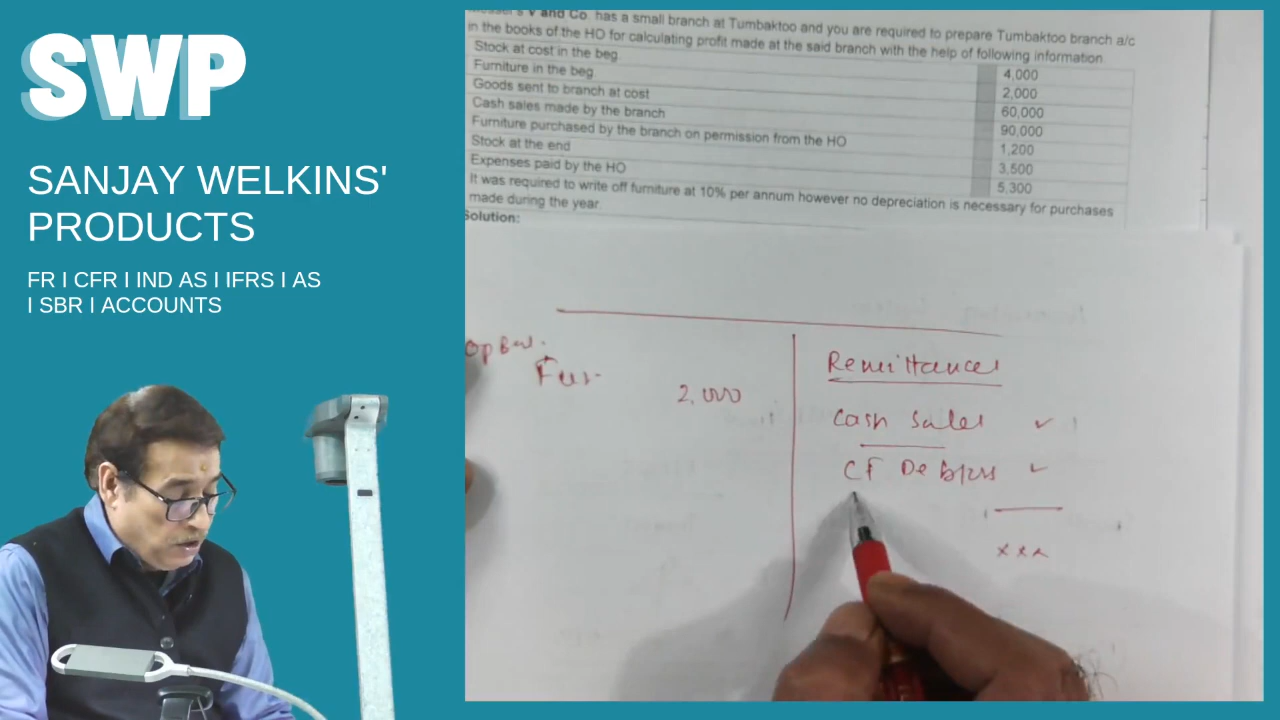 SWP
SANJAY WELKINS'
PRODUCTS
FR I CFR I IND AS I IFRS I AS
I SBR I ACCOUNTS
V and Co. has a small branch at Tumbaktoo and you are required to prepare Tumbaktoo branch a/c
in the books of the HO for calculating profit made at the said branch with the help of following information
Stock at cost in the beg 4,000
Furniture in the beg 2,000
Goods sent to branch at cost 60,000
Cash sales made by the branch 90,000
Furniture purchased by the branch on permission from the HO 1,200
Stock at the end 3,500
Expenses paid by the HO 5,300
It was required to write off furniture at 10% per annum however no depreciation is necessary for purchases
made during the year.
Solution:
Op Bal.
Fur. 2,000
Remittances
Cash Sales ✓
CF Debtors ✓
x x x